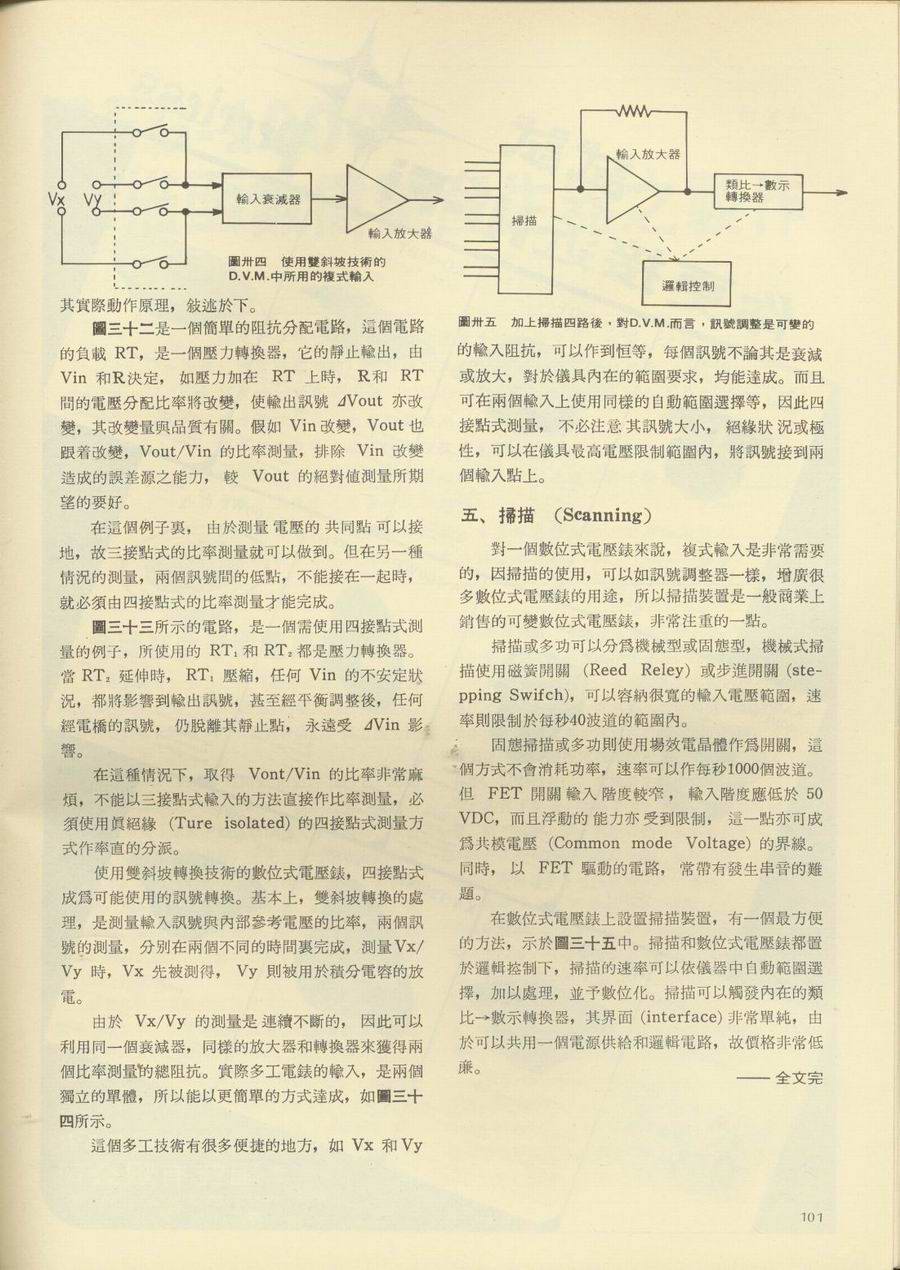 Vx
Vy
輸入衰減器
輸入放大器
圖卅四 使用雙斜坡技術的
D.V.M.中所用的複式輸入
其實際動作原理，敍述於下。
圖三十二是一個簡單的阻抗分配電路，這個電路
的負載 RT，是一個壓力轉換器，它的靜止輸出，由
Vin 和R決定， 如壓力加在 RT 上時， R和 RT
間的電壓分配比率將改變，使輸出訊號 ⊿Vout 亦改
變，其改變量與品質有關。假如 Vin改變，Vout也
跟着改變，Vout/Vin 的比率測量，排除 Vin 改變
造成的誤差源之能力， 較 Vout 的絕對値測量所期
望的要好。
在這個例子裏， 由於測量 電壓的 共同點 可以接
地，故三接點式的比率測量就可以做到。但在另一種
情況的測量，兩個訊號間的低點，不能接在一起時，
就必須由四接點式的比率測量才能完成。
圖三十三所示的電路，是一個需使用四接點式測
量的例子，所使用的 RT₁ 和 RT₂ 都是壓力轉換器。
當 RT₂ 延伸時， RT₁ 壓縮，任何 Vin 的不安定狀
況，都將影響到輸出訊號，甚至經平衡調整後，任何
經電橋的訊號， 仍脫離其靜止點， 永遠受 ⊿Vin 影
響。
在這種情況下，取得 Vont/Vin 的比率非常麻
煩，不能以三接點式輸入的方法直接作比率測量，必
須使用眞絕緣 (Ture isolated) 的四接點式測量方
式作率直的分派。
使用雙斜坡轉換技術的數位式電壓錶，四接點式
成爲可能使用的訊號轉換。基本上，雙斜坡轉換的處
理，是測量輸入訊號與內部參考電壓的比率，兩個訊
號的測量，分別在兩個不同的時間裏完成，測量Vx/
Vy 時，Vx 先被測得， Vy 則被用於積分電容的放
電。
由於 Vx/Vy 的測量是 連續不斷的， 因此可以
利用同一個衰減器，同樣的放大器和轉換器來獲得兩
個比率測量的總阻抗。實際多工電錶的輸入，是兩個
獨立的單體，所以能以更簡單的方式達成，如圖三十
四所示。
這個多工技術有很多便捷的地方，如 Vx 和Vy
掃描
輸入放大器
類比→數示
轉換器
邏輯控制
圖卅五 加上掃描四路後，對D.V.M.而言，訊號調整是可變的
的輸入阻抗，可以作到恒等，每個訊號不論其是衰減
或放大，對於儀具內在的範圍要求，均能達成。而且
可在兩個輸入上使用同樣的自動範圍選擇等，因此四
接點式測量， 不必注意 其訊號大小， 絕緣狀 況或極
性，可以在儀具最高電壓限制範圍內，將訊號接到兩
個輸入點上。
五、 掃描 (Scanning)
對一個數位式電壓錶來說，複式輸入是非常需要
的，因掃描的使用，可以如訊號調整器一樣，增廣很
多數位式電壓錶的用途，所以掃描裝置是一般商業上
銷售的可變數位式電壓錶，非常注重的一點。
掃描或多功可以分爲機械型或固態型，機械式掃
描使用磁簧開關 (Reed Reley) 或步進開關 (ste-
pping Swifch)，可以容納很寬的輸入電壓範圍，速
率則限制於每秒40波道的範圍內。
固態掃描或多功則使用場效電晶體作爲開關，這
個方式不會消耗功率，速率可以作每秒1000個波道。
但 FET 開關 輸入 階度較窄， 輸入階度應低於 50
VDC，而且浮動的 能力亦 受到限制， 這一點亦可成
爲共模電壓 (Common mode Voltage) 的界線。
同時， 以 FET 驅動的電路， 常帶有發生串音的難
題。
在數位式電壓錶上設置掃描裝置，有一個最方便
的方法，示於圖三十五中。掃描和數位式電壓錶都置
於邏輯控制下，掃描的速率可以依儀器中自動範圍選
擇，加以處理，並予數位化。掃描可以觸發內在的類
比→數示轉換器，其界面 (interface) 非常單純，由
於可以共用一個電源供給和邏輯電路，故價格非常低
廉。
—— 全文完
101